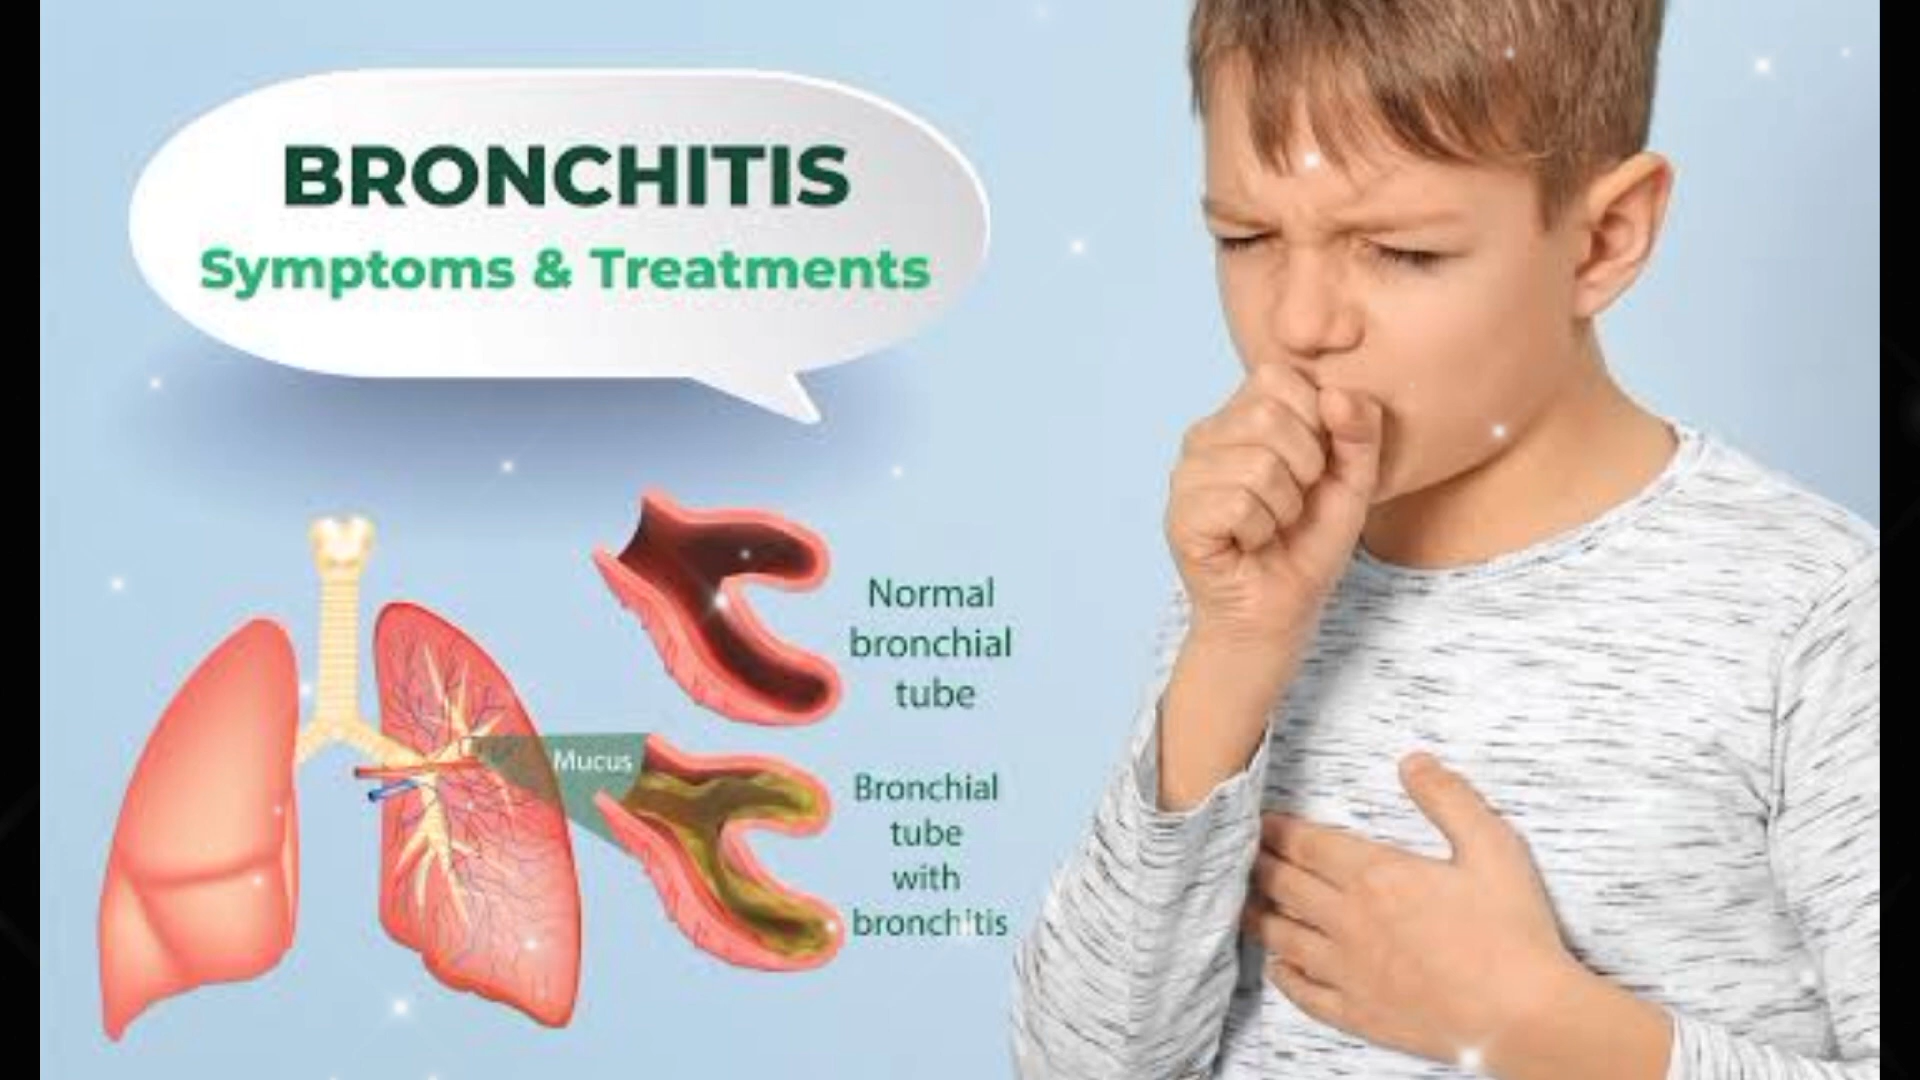 BRONCHITIS
Symptoms & Treatments
Normal
bronchial
tube
Mucus
Bronchial
tube
with
bronchitis